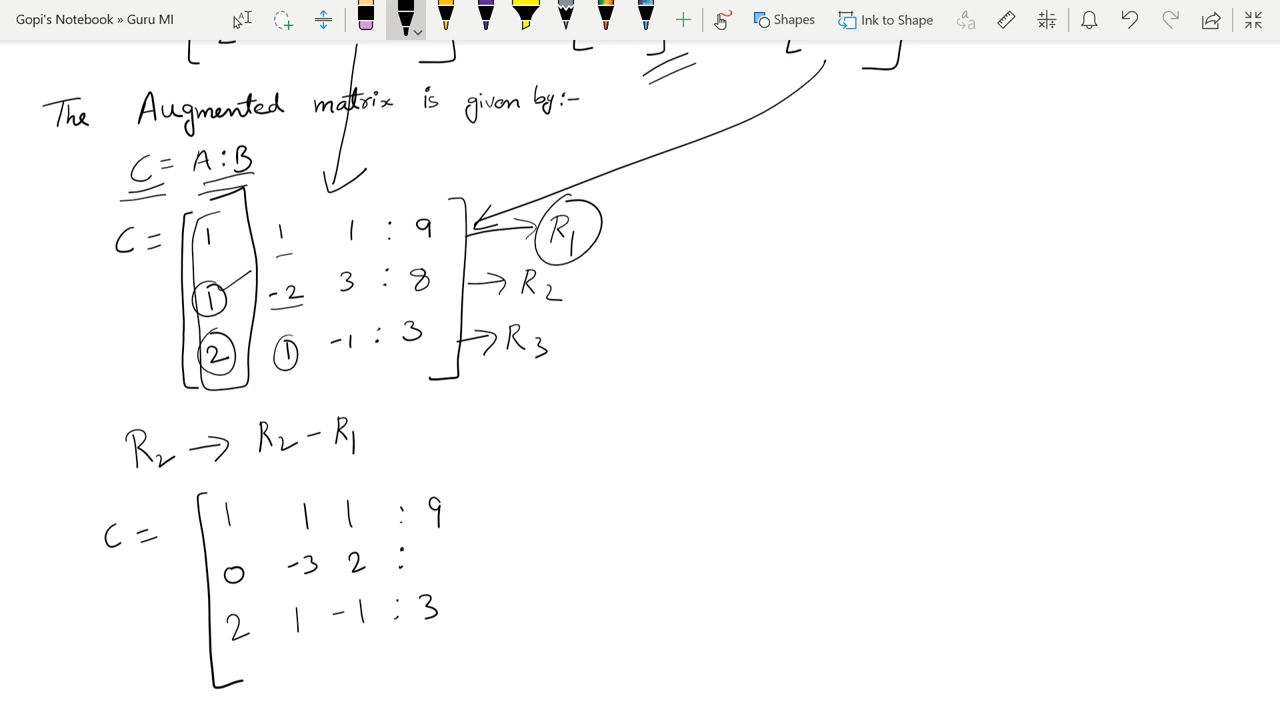 Gopi's Notebook » Guru MI
Shapes Ink to Shape
The Augmented matrix is given by:-
C = A : B
C = [ 1 1 1 : 9 ] → R1
1 -2 3 : 8 → R2
2 1 -1 : 3 → R3
R2 → R2 - R1
C = [ 1 1 1 : 9
0 -3 2 :
2 1 -1 : 3